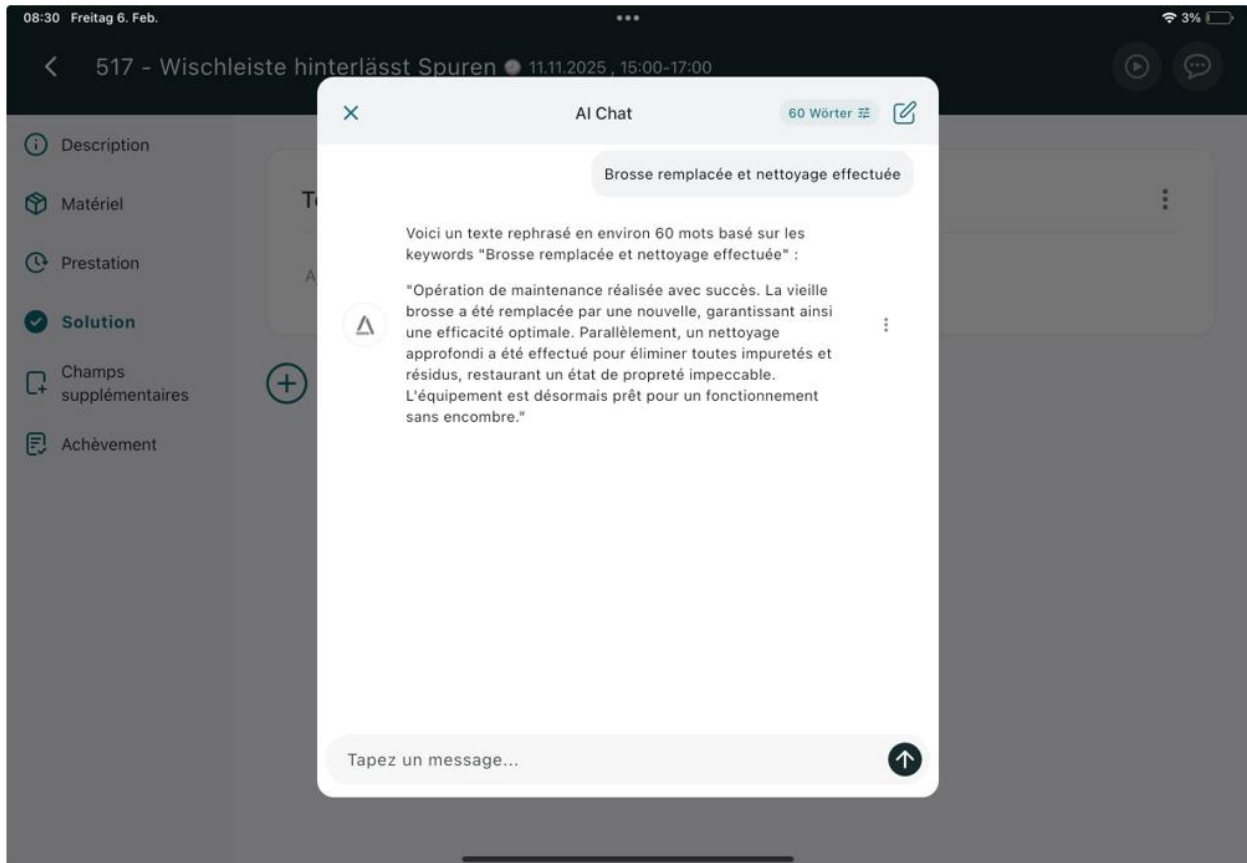 08:30 Freitag 6. Feb.
3%
517 - Wischleiste hinterlässt Spuren 11.11.2025 , 15:00-17:00
AI Chat
60 Wörter
Description
Matériel
Prestation
Solution
Champs
supplémentaires
Achèvement
Brosse remplacée et nettoyage effectuée
Voici un texte rephrasé en environ 60 mots basé sur les
keywords "Brosse remplacée et nettoyage effectuée" :
"Opération de maintenance réalisée avec succès. La vieille
brosse a été remplacée par une nouvelle, garantissant ainsi
une efficacité optimale. Parallèlement, un nettoyage
approfondi a été effectué pour éliminer toutes impuretés et
résidus, restaurant un état de propreté impeccable.
L'équipement est désormais prêt pour un fonctionnement
sans encombre."
Tapez un message...